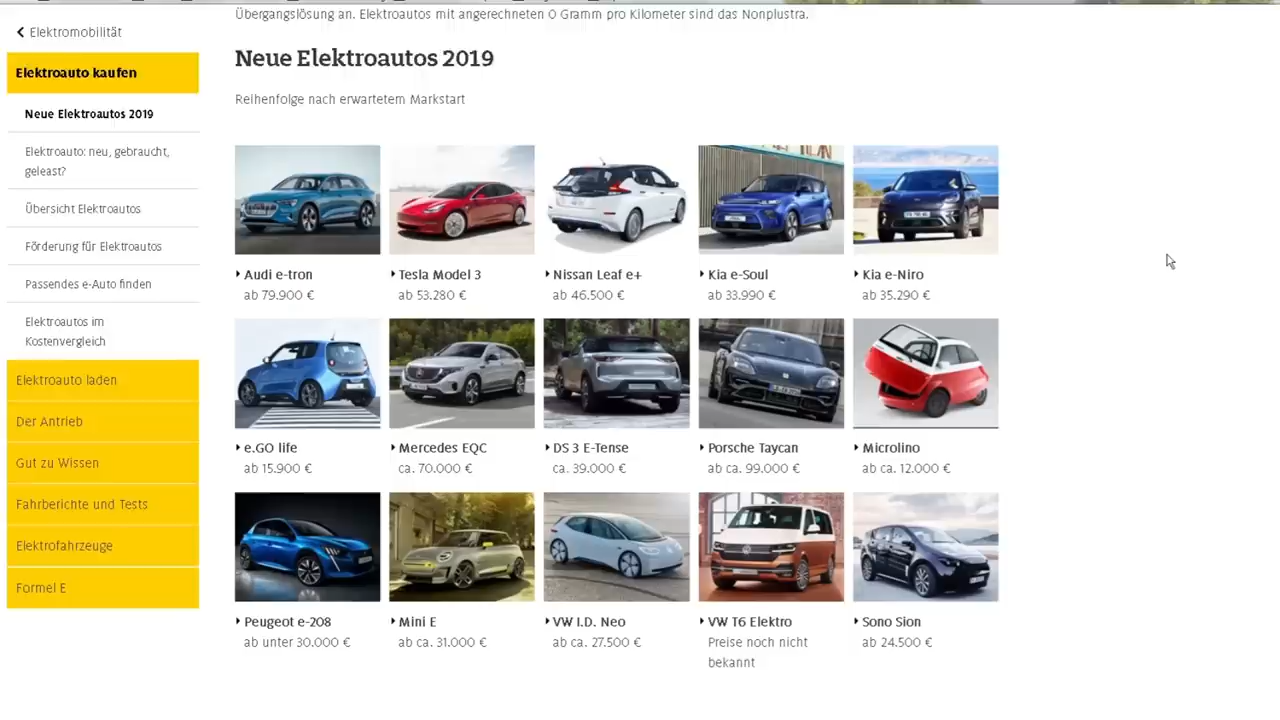 Übergangslösung an. Elektroautos mit angerechneten 0 Gramm pro Kilometer sind das Nonplustra.
Elektromobilität
Elektroauto kaufen
Neue Elektroautos 2019
Elektroauto: neu, gebraucht,
geleast?
Übersicht Elektroautos
Förderung für Elektroautos
Passendes e-Auto finden
Elektroautos im
Kostenvergleich
Elektroauto laden
Der Antrieb
Gut zu Wissen
Fahrberichte und Tests
Elektrofahrzeuge
Formel E
Neue Elektroautos 2019
Reihenfolge nach erwartetem Markstart
Audi e-tron
ab 79.900 €
Tesla Model 3
ab 53.280 €
Nissan Leaf e+
ab 46.500 €
Kia e-Soul
ab 33.990 €
Kia e-Niro
ab 35.290 €
e.GO life
ab 15.900 €
Mercedes EQC
ca. 70.000 €
DS 3 E-Tense
ca. 39.000 €
Porsche Taycan
ab ca. 99.000 €
Microlino
ab ca. 12.000 €
Peugeot e-208
ab unter 30.000 €
Mini E
ab ca. 31.000 €
VW I.D. Neo
ab ca. 27.500 €
VW T6 Elektro
Preise noch nicht
bekannt
Sono Sion
ab 24.500 €